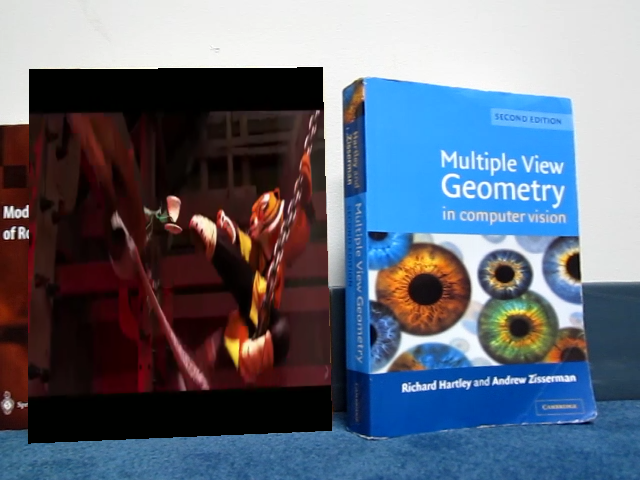 Mod
of Ro
SECOND EDITION
Multiple View
Geometry
in computer vision
Hartley and
Zisserman
Multiple View Geometry
Richard Hartley and Andrew Zisserman
CAMBRIDGE